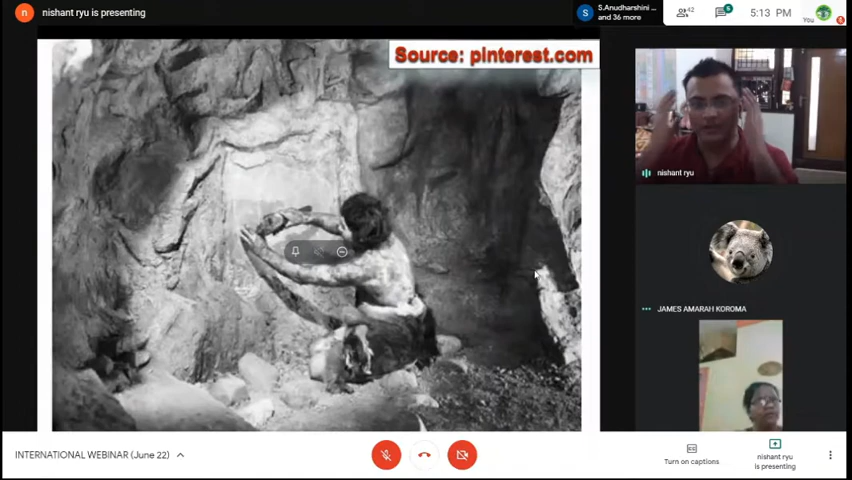 n nishant ryu is presenting
S S.Anudharshini ... and 36 more
42
6
5:13 PM
You
Source: pinterest.com
nishant ryu
JAMES AMARAH KOROMA
INTERNATIONAL WEBINAR (June 22)
Turn on captions
nishant ryu
is presenting